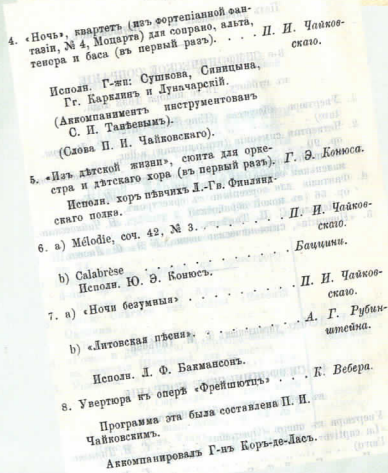 4. «Ночь», квартетъ (изъ фортепіанной фан-
тазіи, № 4, Моцарта) для сопрано, альта,
тенора и баса (въ первый разъ). . . . П. И. Чайков-
скаго.
Исполн. Г-жи: Сушкова, Синицына,
Гг. Карклинъ и Луначарскій.
(Аккомпаниментъ инструментованъ
С. И. Танѣевымъ).
(Слова П. И. Чайковскаго).
5. «Изъ дѣтской жизни», сюита для орке-
стра и дѣтскаго хора (въ первый разъ). Г. Э. Конюса.
Исполн. хоръ пѣвчихъ Л.-Гв. Финлянд-
скаго полка.
6. a) Mélodie, соч. 42, № 3. . . . . . П. И. Чайков-
скаго.
b) Calabrèse . . . . . . . . . Баццини.
Исполн. Ю. Э. Конюсъ.
7. a) «Ночи безумныя» . . . . . . . П. И. Чайков-
скаго.
b) «Литовская пѣсня». . . . . . . А. Г. Рубин-
штейна.
Исполн. Л. Ф. Бакмансонъ.
8. Увертюра къ оперѣ «Фрейшютцъ» . . . К. Вебера.
Программа эта была составлена П. И.
Чайковскимъ.
Аккомпанировалъ Г-нъ Коръ-де-Ласъ.